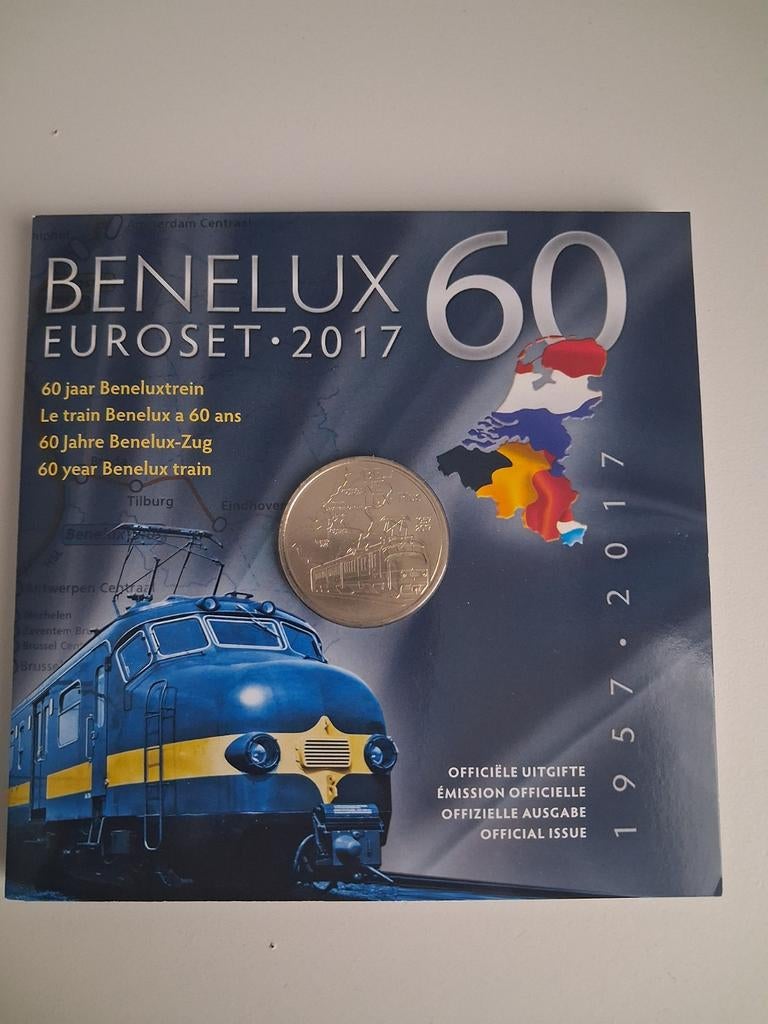 Amsterdam Centraal
BENELUX 60
EUROSET · 2017
60 jaar Beneluxtrein
Le train Benelux a 60 ans
60 Jahre Benelux-Zug
60 year Benelux train
Breda
Tilburg
Eindhoven
Antwerpen Centraal
Mechelen
1957 · 2017
OFFICIËLE UITGIFTE
ÉMISSION OFFICIELLE
OFFIZIELLE AUSGABE
OFFICIAL ISSUE